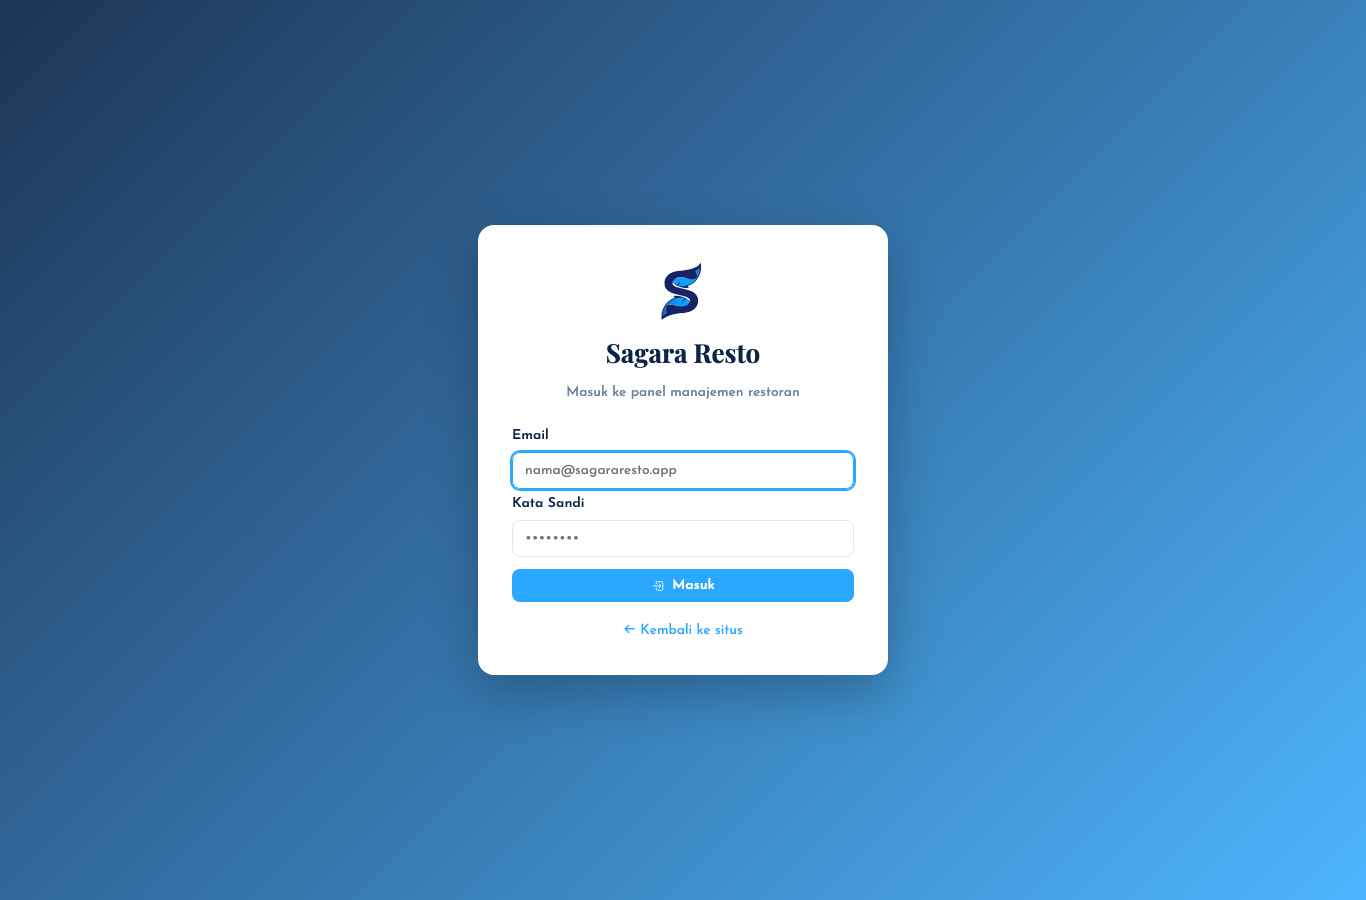 Sagara Resto
Masuk ke panel manajemen restoran
Email
nama@sagararesto.app
Kata Sandi
••••••••
Masuk
← Kembali ke situs